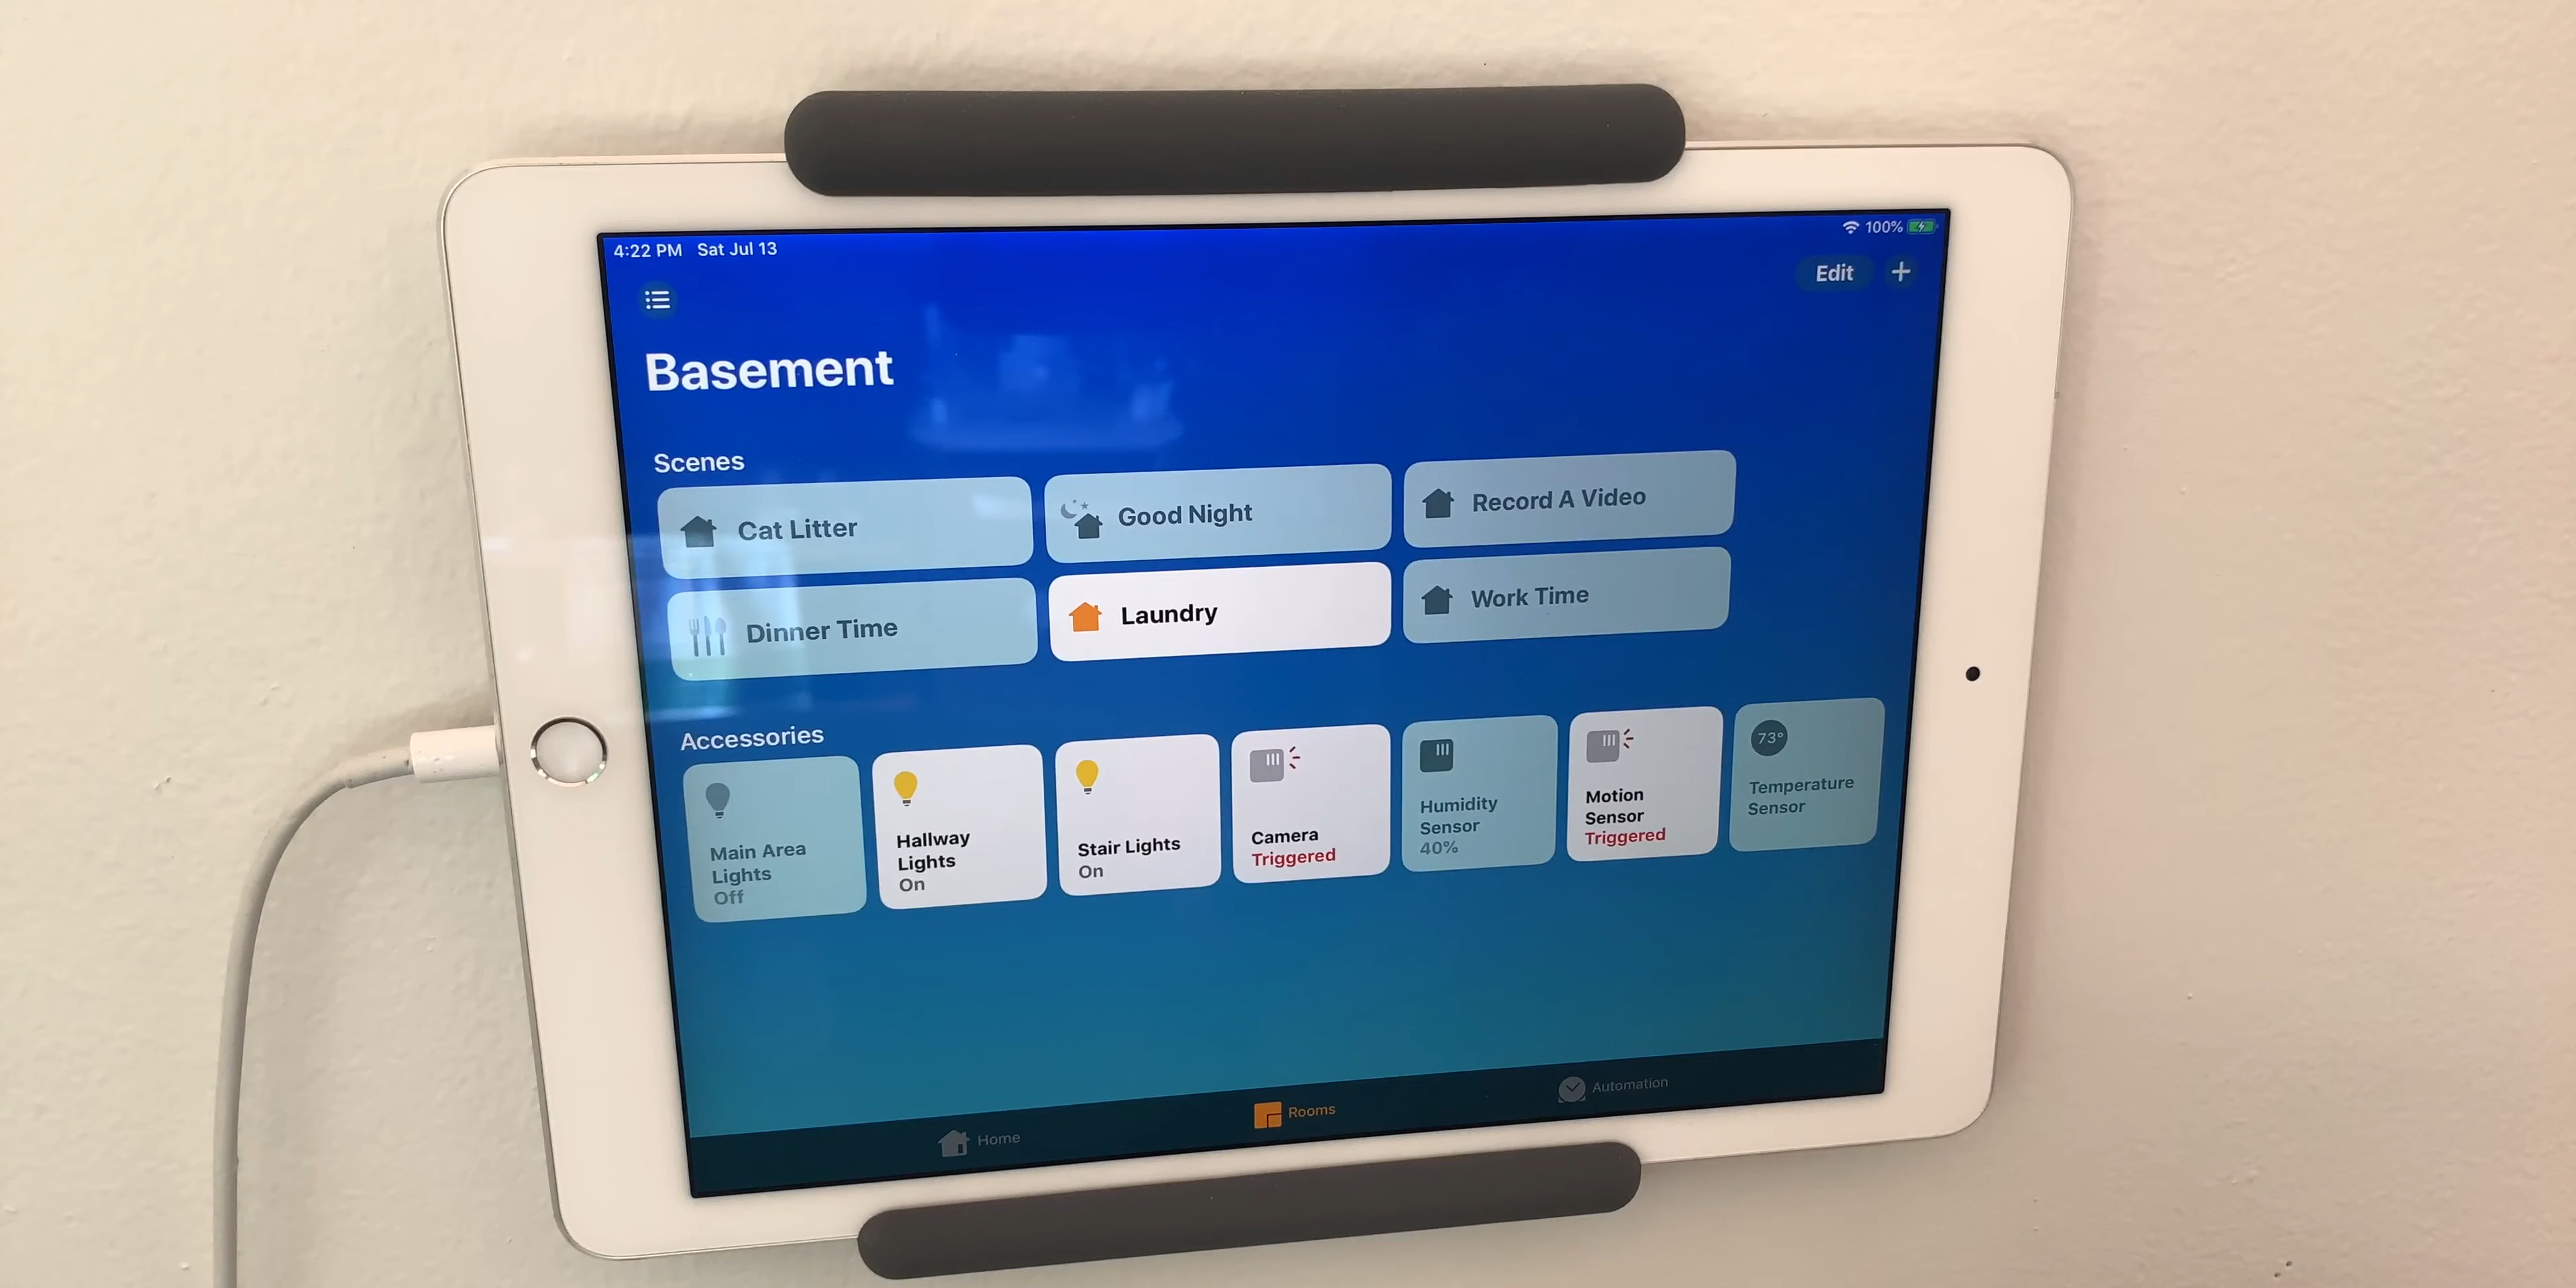 4:22 PM Sat Jul 13
100%
Edit +
Basement
Scenes
Cat Litter
Good Night
Record A Video
Dinner Time
Laundry
Work Time
Accessories
Main Area
Lights
Off
Hallway
Lights
On
Stair Lights
On
Camera
Triggered
Humidity
Sensor
40%
Motion
Sensor
Triggered
73°
Temperature
Sensor
Home
Rooms
Automation